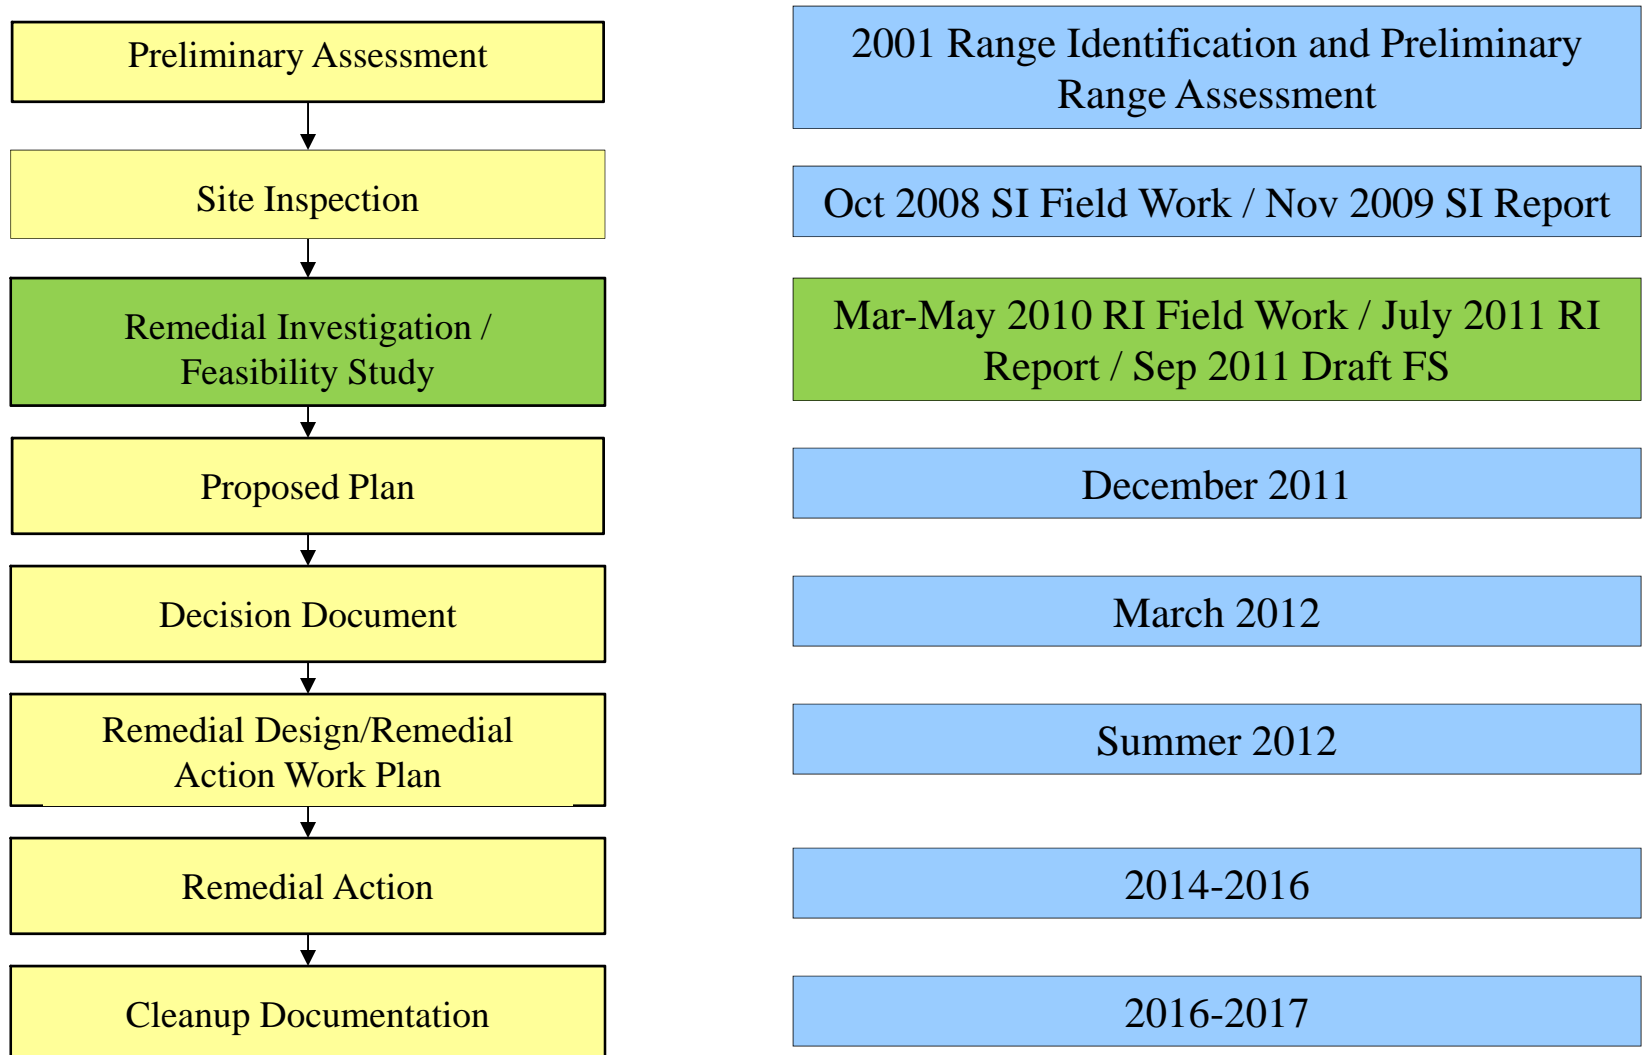 Preliminary Assessment
2001 Range Identification and Preliminary
Range Assessment
Site Inspection
Oct 2008 SI Field Work / Nov 2009 SI Report
Remedial Investigation /
Feasibility Study
Mar-May 2010 RI Field Work / July 2011 RI
Report / Sep 2011 Draft FS
Proposed Plan
December 2011
Decision Document
March 2012
Remedial Design/Remedial
Action Work Plan
Summer 2012
Remedial Action
2014-2016
Cleanup Documentation
2016-2017